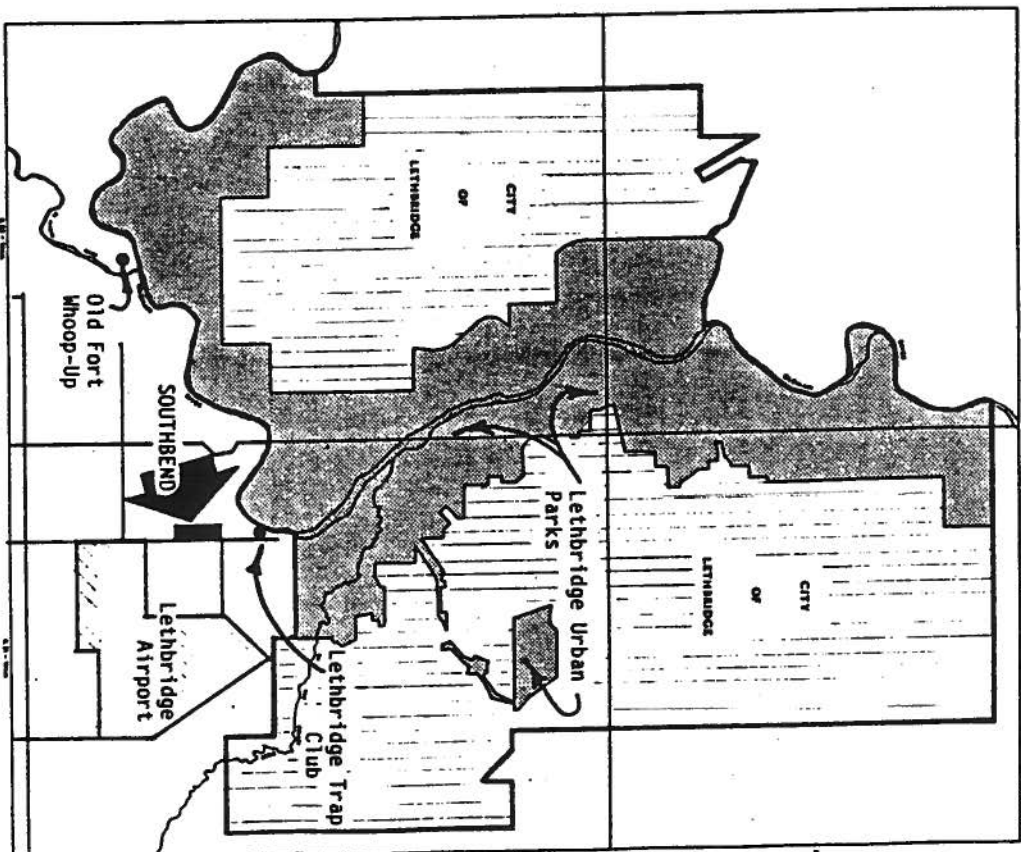 CITY
OF
LETHBRIDGE
CITY
OF
LETHBRIDGE
Lethbridge Urban
Parks
Old Fort
Whoop-Up
SOUTHBEND
Lethbridge
Airport
Lethbridge Trap
Club